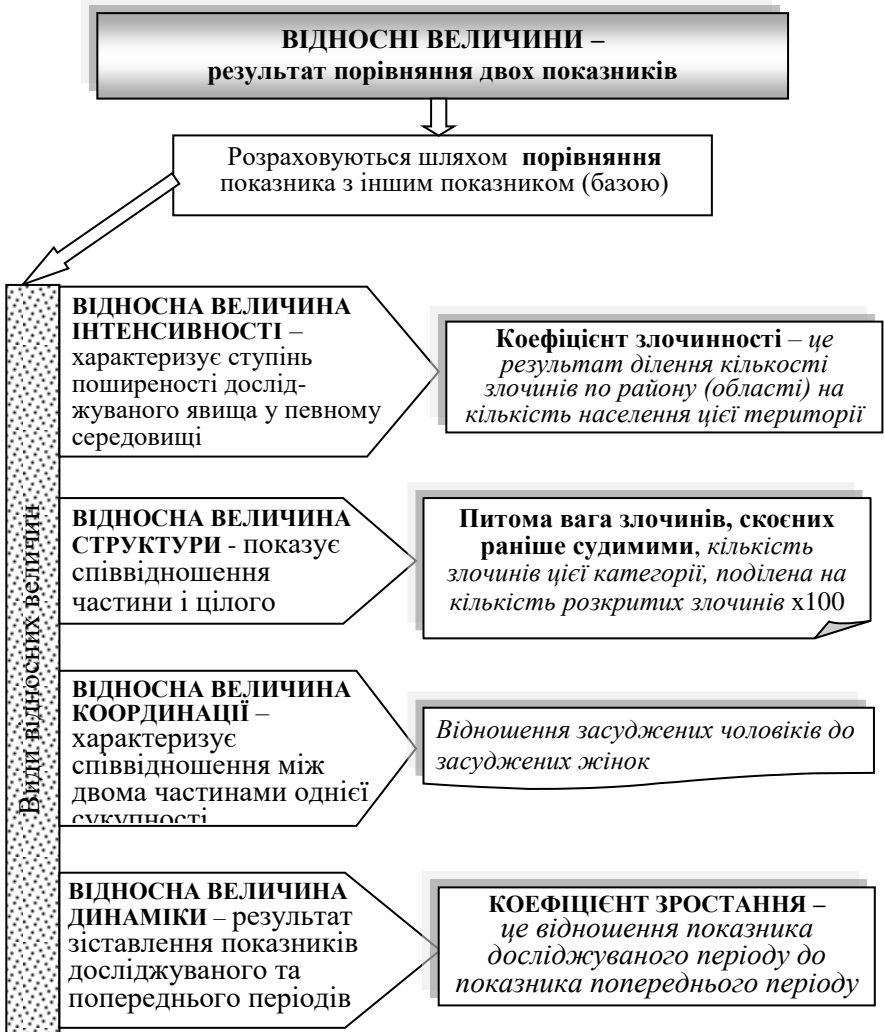 ВІДНОСНІ ВЕЛИЧИНИ –
результат порівняння двох показників
Розраховуються шляхом порівняння
показника з іншим показником (базою)
Види відносних величин
ВІДНОСНА ВЕЛИЧИНА
ІНТЕНСИВНОСТІ –
характеризує ступінь
поширеності дослід-
жуваного явища у певному
середовищі
Коефіцієнт злочинності – це
результат ділення кількості
злочинів по району (області) на
кількість населення цієї території
ВІДНОСНА ВЕЛИЧИНА
СТРУКТУРИ - показує
співвідношення
частини і цілого
Питома вага злочинів, скоєних
раніше судимими, кількість
злочинів цієї категорії, поділена на
кількість розкритих злочинів х100
ВІДНОСНА ВЕЛИЧИНА
КООРДИНАЦІЇ –
характеризує
співвідношення між
двома частинами однієї
сукупності
Відношення засуджених чоловіків до
засуджених жінок
ВІДНОСНА ВЕЛИЧИНА
ДИНАМІКИ – результат
зіставлення показників
досліджуваного та
попереднього періодів
КОЕФІЦІЄНТ ЗРОСТАННЯ –
це відношення показника
досліджуваного періоду до
показника попереднього періоду